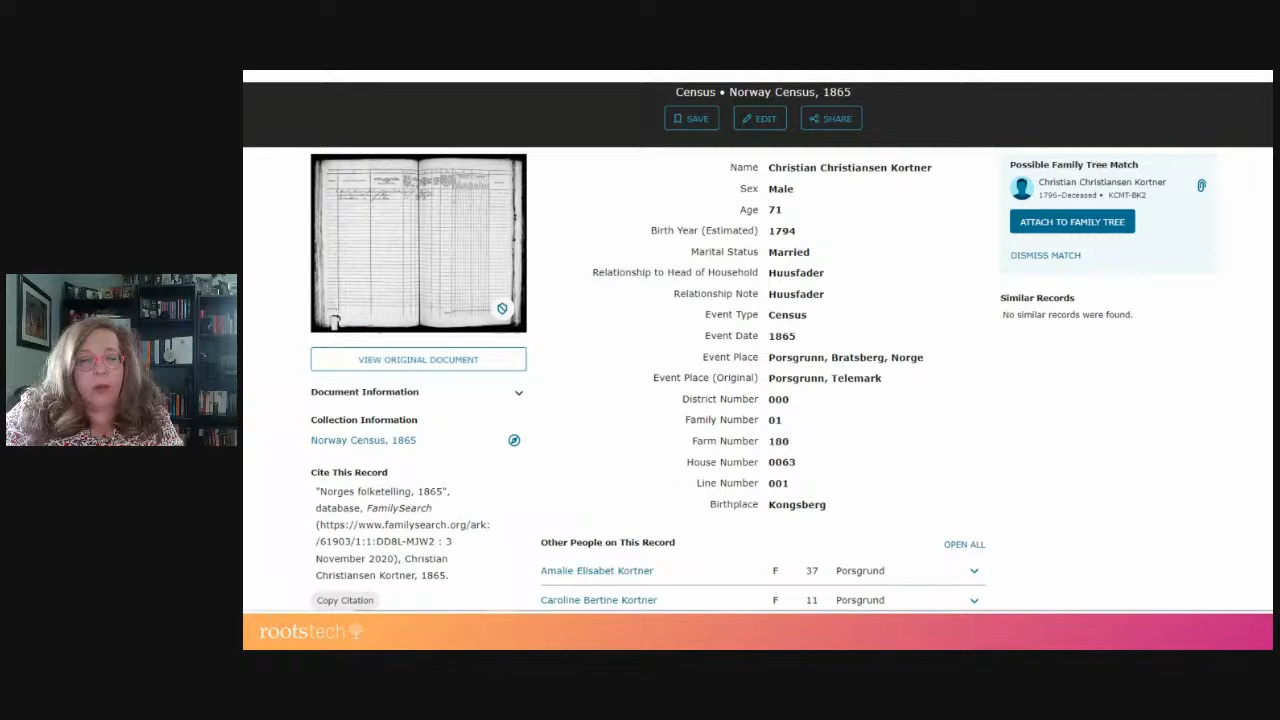 Census • Norway Census, 1865
SAVE
EDIT
SHARE
VIEW ORIGINAL DOCUMENT
Document Information
Collection Information
Norway Census, 1865
Cite This Record
"Norges folketelling, 1865",
database, FamilySearch
(https://www.familysearch.org/ark:
/61903/1:1:DD8L-MJW2 : 3
November 2020), Christian
Christiansen Kortner, 1865.
Copy Citation
Name Christian Christiansen Kortner
Sex Male
Age 71
Birth Year (Estimated) 1794
Marital Status Married
Relationship to Head of Household Huusfader
Relationship Note Huusfader
Event Type Census
Event Date 1865
Event Place Porsgrunn, Bratsberg, Norge
Event Place (Original) Porsgrunn, Telemark
District Number 000
Family Number 01
Farm Number 180
House Number 0063
Line Number 001
Birthplace Kongsberg
Other People on This Record OPEN ALL
Amalie Elisabet Kortner F 37 Porsgrund
Caroline Bertine Kortner F 11 Porsgrund
Possible Family Tree Match
Christian Christiansen Kortner
1796–Deceased • KCMT-BK2
ATTACH TO FAMILY TREE
DISMISS MATCH
Similar Records
No similar records were found.
rootstech